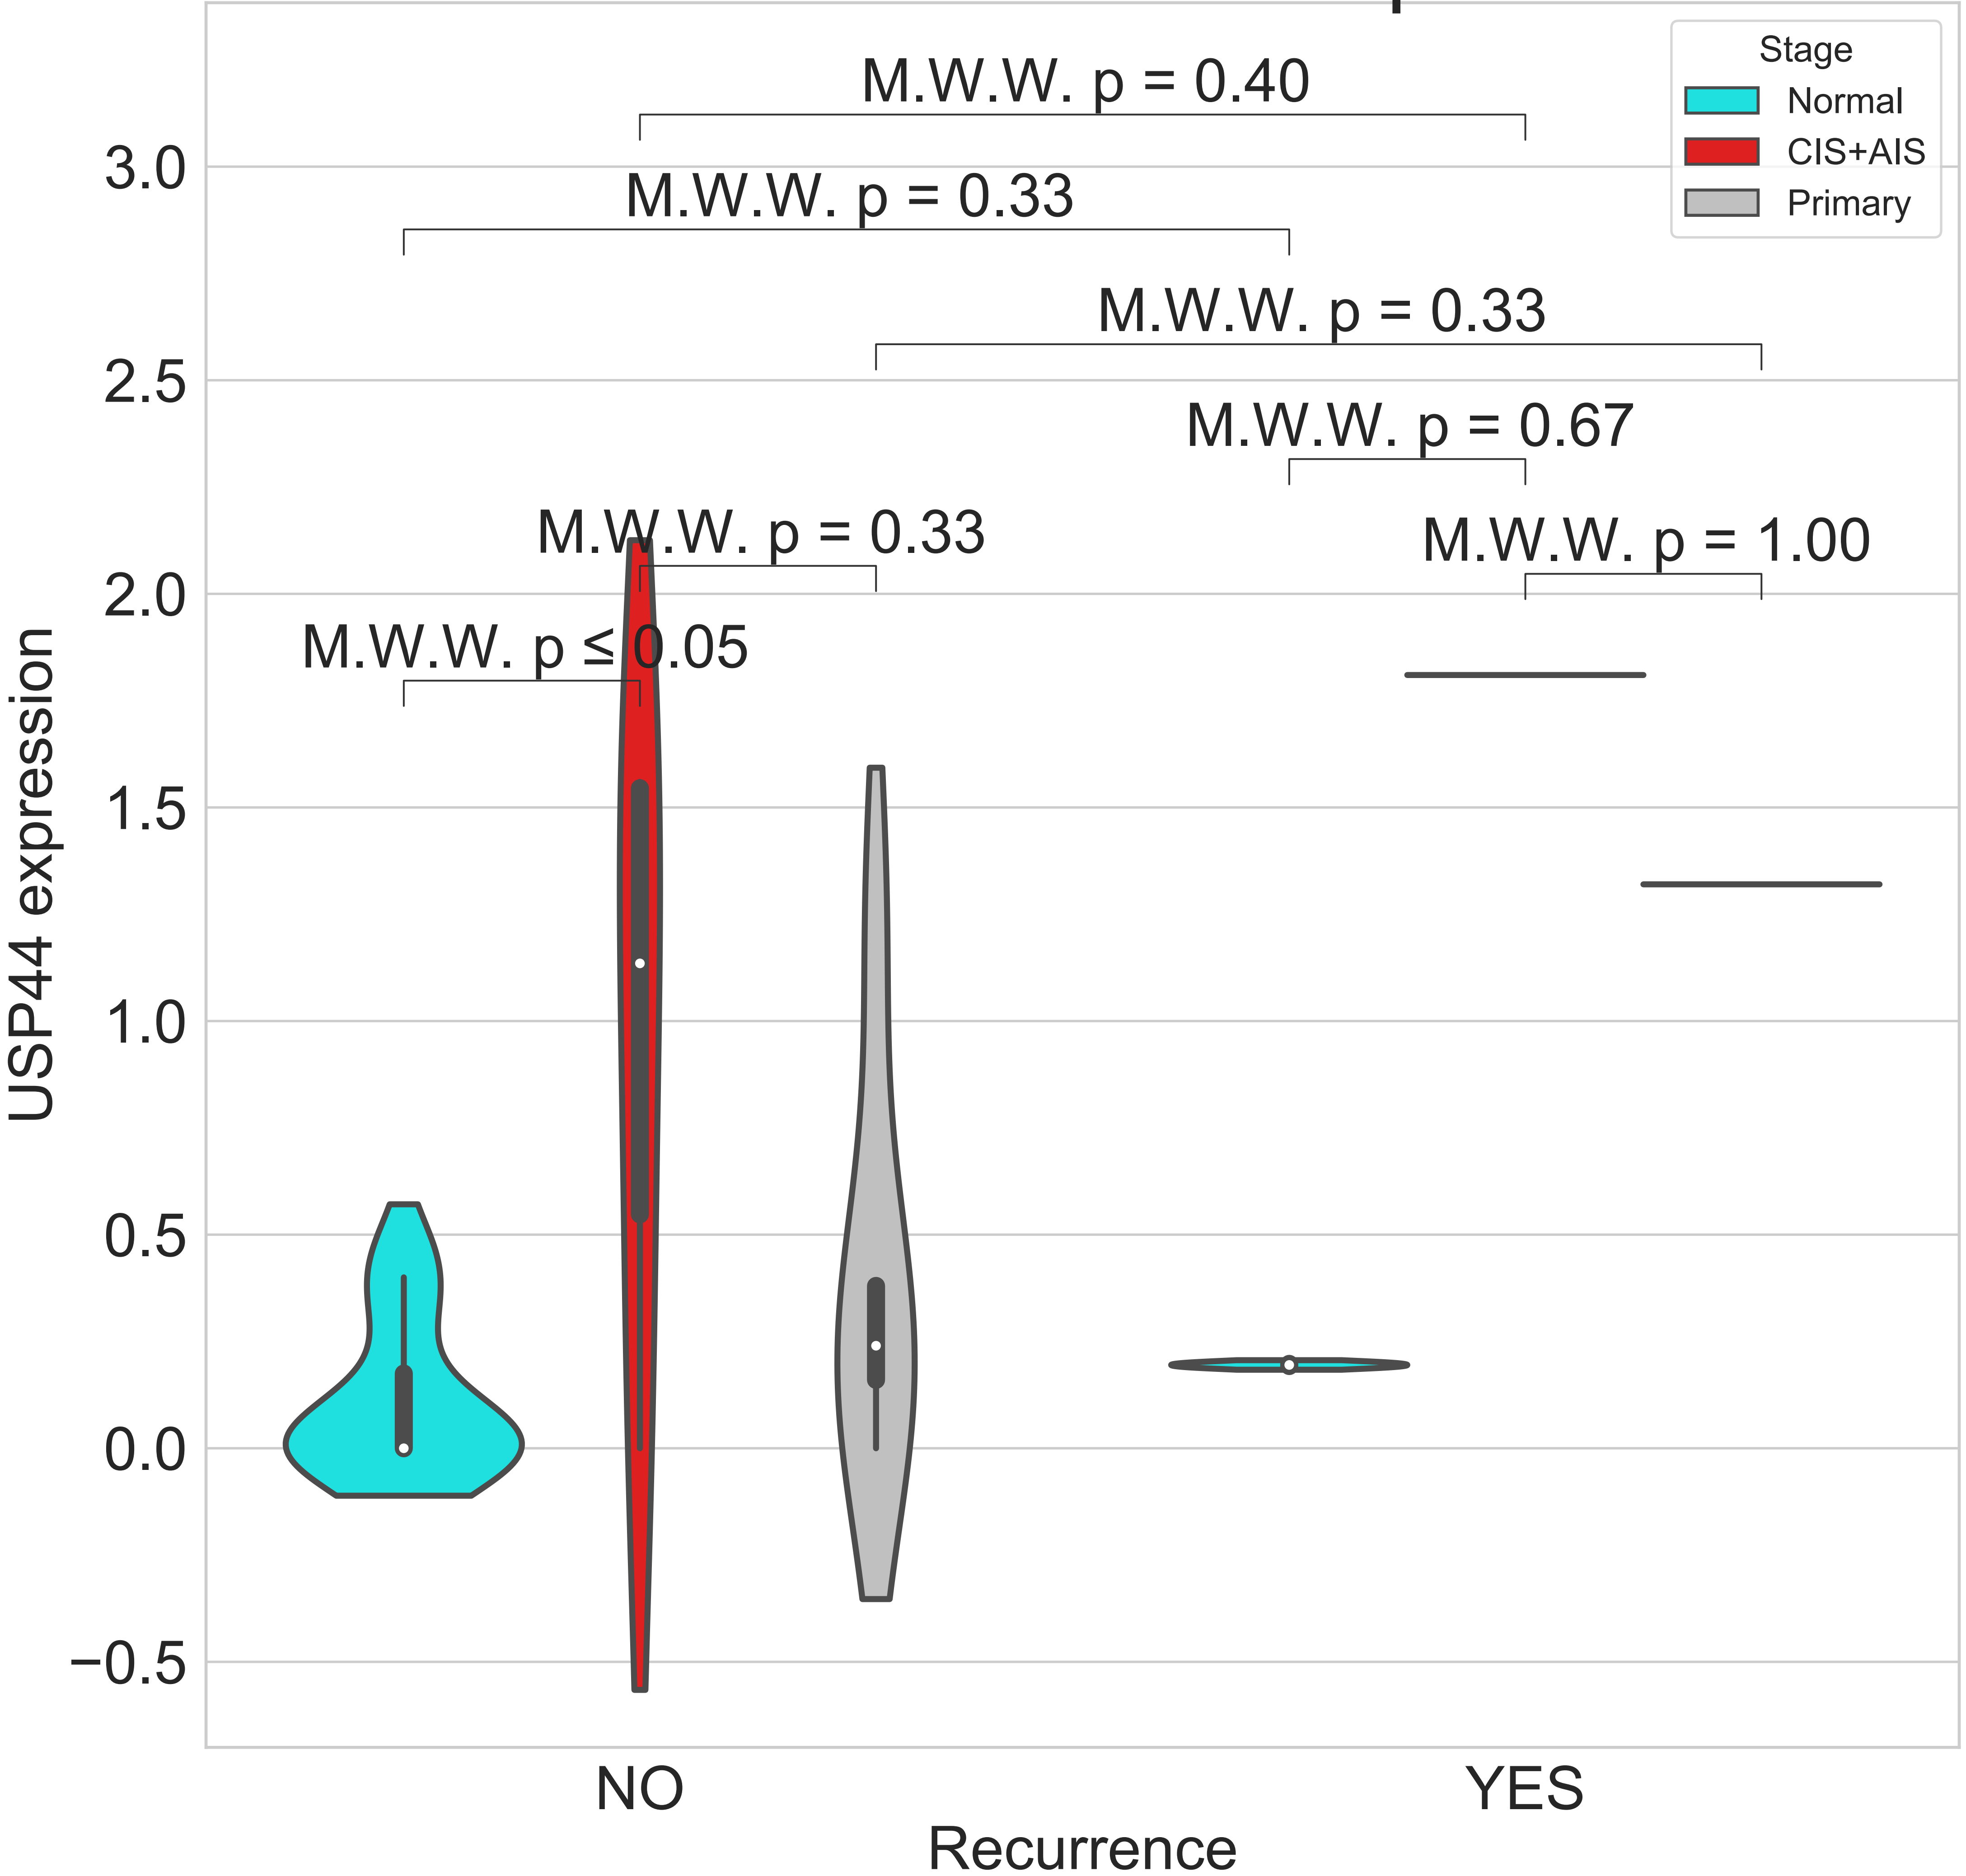 Stage
Normal
CIS+AIS
Primary
M.W.W. p = 0.40
M.W.W. p = 0.33
M.W.W. p = 0.33
M.W.W. p = 0.67
M.W.W. p = 0.33
M.W.W. p = 1.00
M.W.W. p ≤ 0.05
3.0
2.5
2.0
1.5
1.0
0.5
0.0
−0.5
USP44 expression
NO
YES
Recurrence